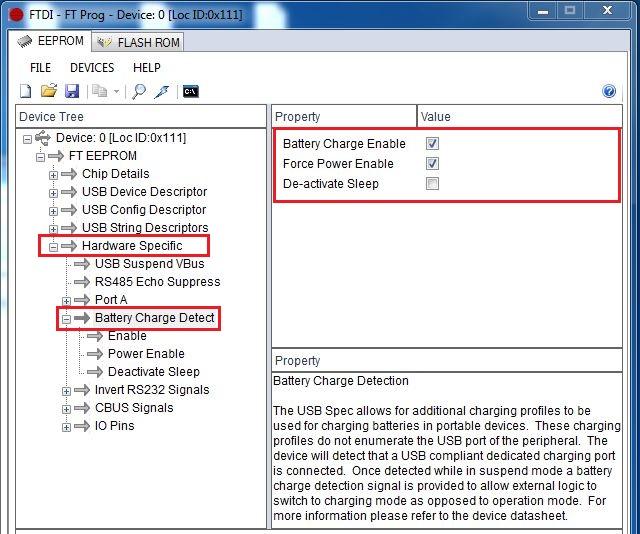 FTDI - FT Prog - Device: 0 [Loc ID:0x111]
EEPROM
FLASH ROM
FILE DEVICES HELP
C:\
?
Device Tree
Device: 0 [Loc ID:0x111]
FT EEPROM
Chip Details
USB Device Descriptor
USB Config Descriptor
USB String Descriptors
Hardware Specific
USB Suspend VBus
RS485 Echo Suppress
Port A
Battery Charge Detect
Enable
Power Enable
Deactivate Sleep
Invert RS232 Signals
CBUS Signals
IO Pins
Property Value
Battery Charge Enable
Force Power Enable
De-activate Sleep
Property
Battery Charge Detection
The USB Spec allows for additional charging profiles to be
used for charging batteries in portable devices. These charging
profiles do not enumerate the USB port of the peripheral. The
device will detect that a USB compliant dedicated charging port
is connected. Once detected while in suspend mode a battery
charge detection signal is provided to allow external logic to
switch to charging mode as opposed to operation mode. For
more information please refer to the device datasheet.